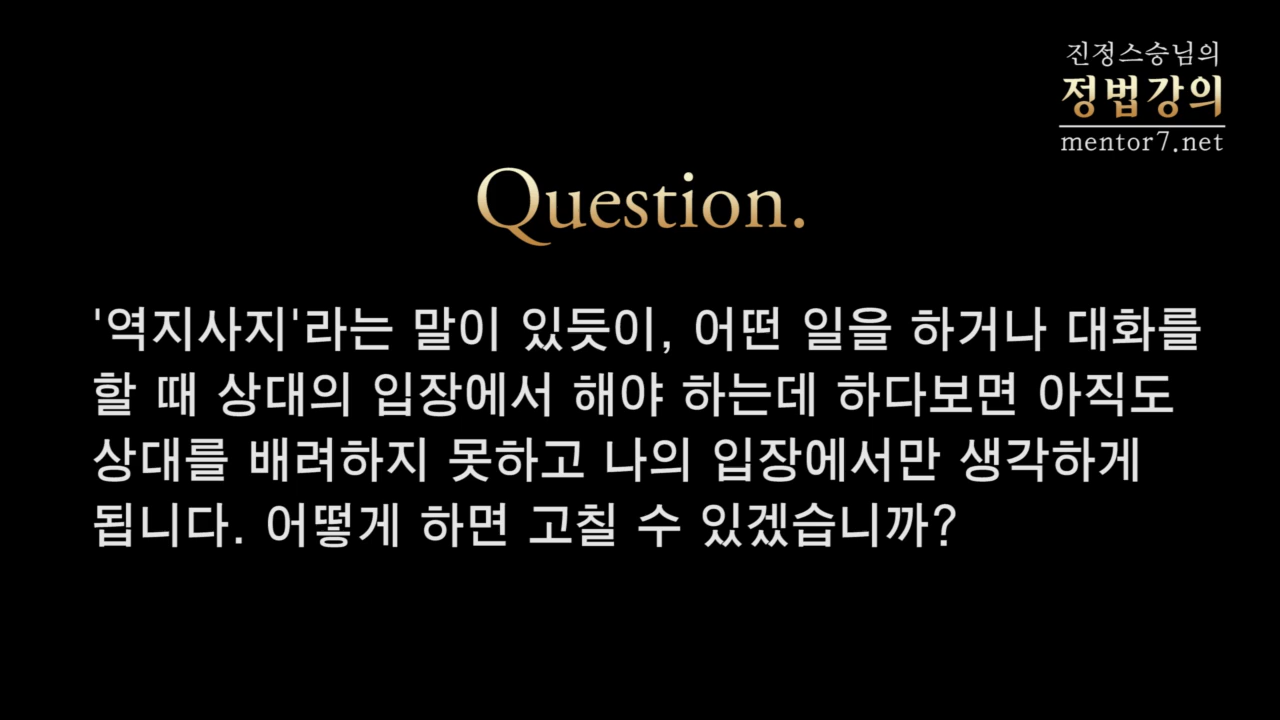 진정스승님의
정법강의
mentor7.net
Question.
'역지사지'라는 말이 있듯이, 어떤 일을 하거나 대화를
할 때 상대의 입장에서 해야 하는데 하다보면 아직도
상대를 배려하지 못하고 나의 입장에서만 생각하게
됩니다. 어떻게 하면 고칠 수 있겠습니까?